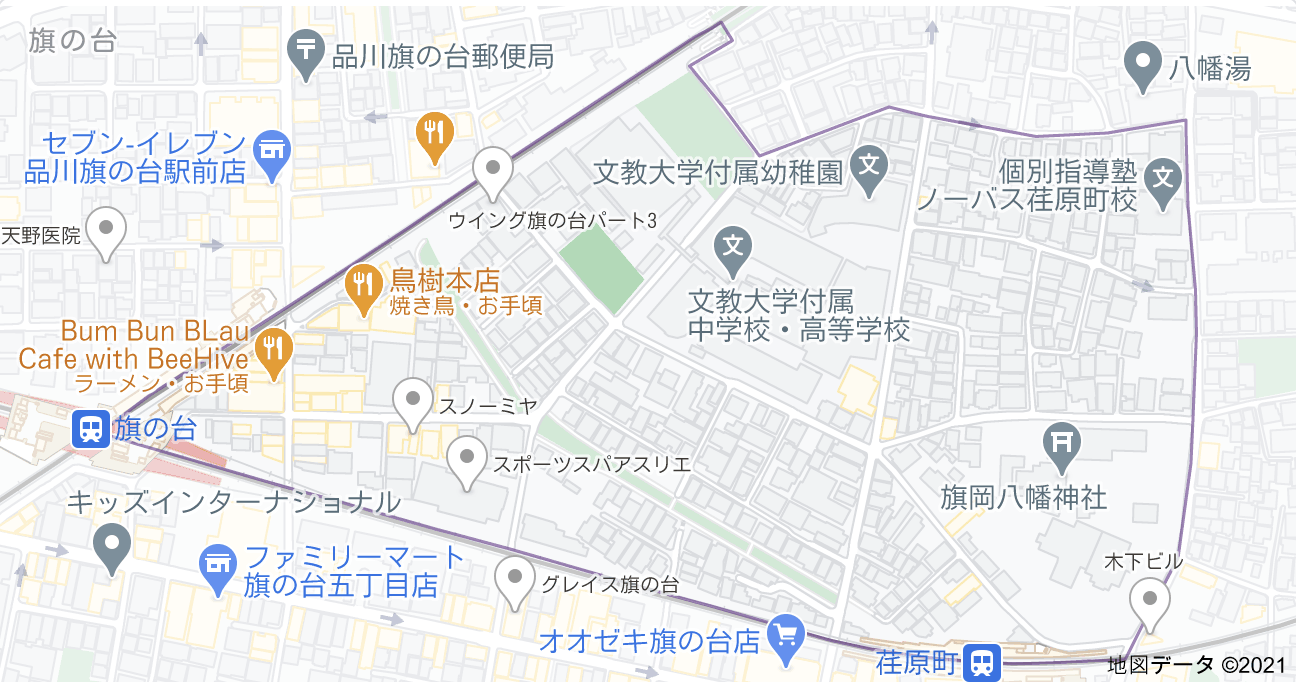 旗の台
品川旗の台郵便局
八幡湯
セブン-イレブン
品川旗の台駅前店
文教大学付属幼稚園
個別指導塾
ノーバス荏原町校
天野医院
ウイング旗の台パート3
鳥樹本店
焼き鳥・お手頃
文教大学付属
中学校・高等学校
Bum Bun BLau
Cafe with BeeHive
ラーメン・お手頃
スノーミヤ
旗の台
スポーツスパアスリエ
旗岡八幡神社
キッズインターナショナル
ファミリーマート
旗の台五丁目店
木下ビル
グレイス旗の台
オオゼキ旗の台店
荏原町
地図データ ©2021